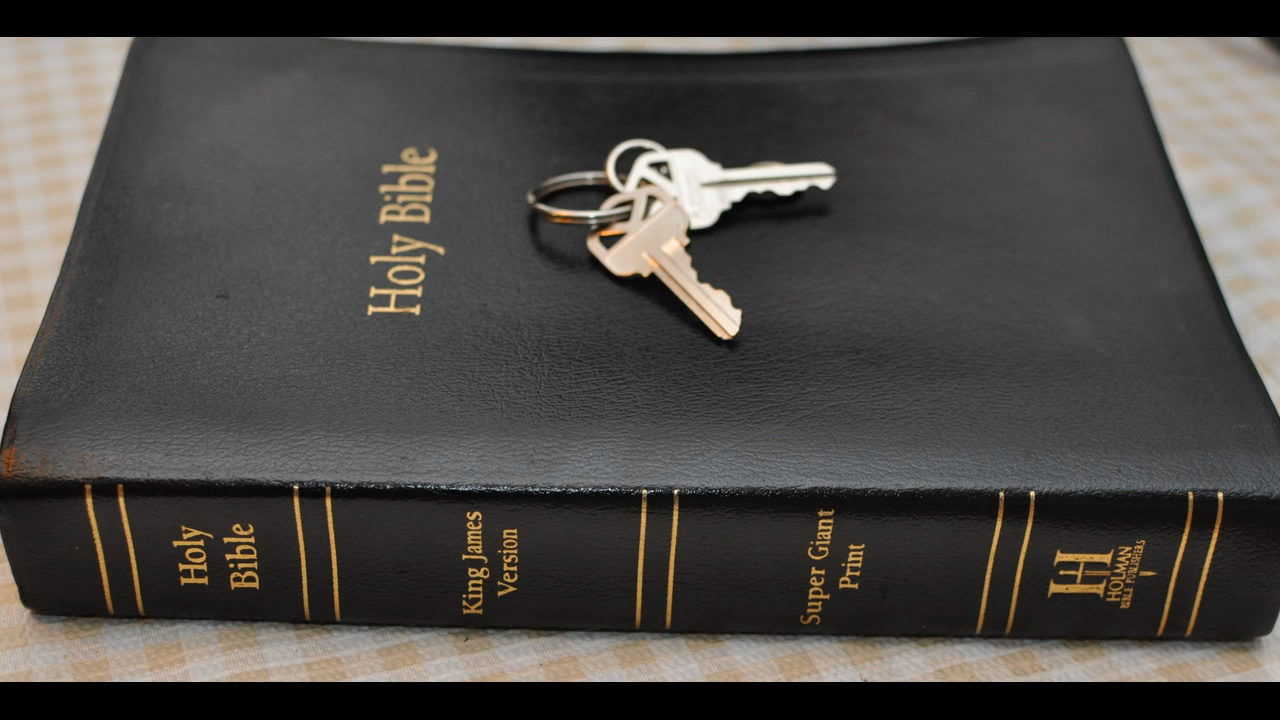 Holy Bible
Holy
Bible
King James
Version
Super Giant
Print
H
HOLMAN
BIBLE PUBLISHERS